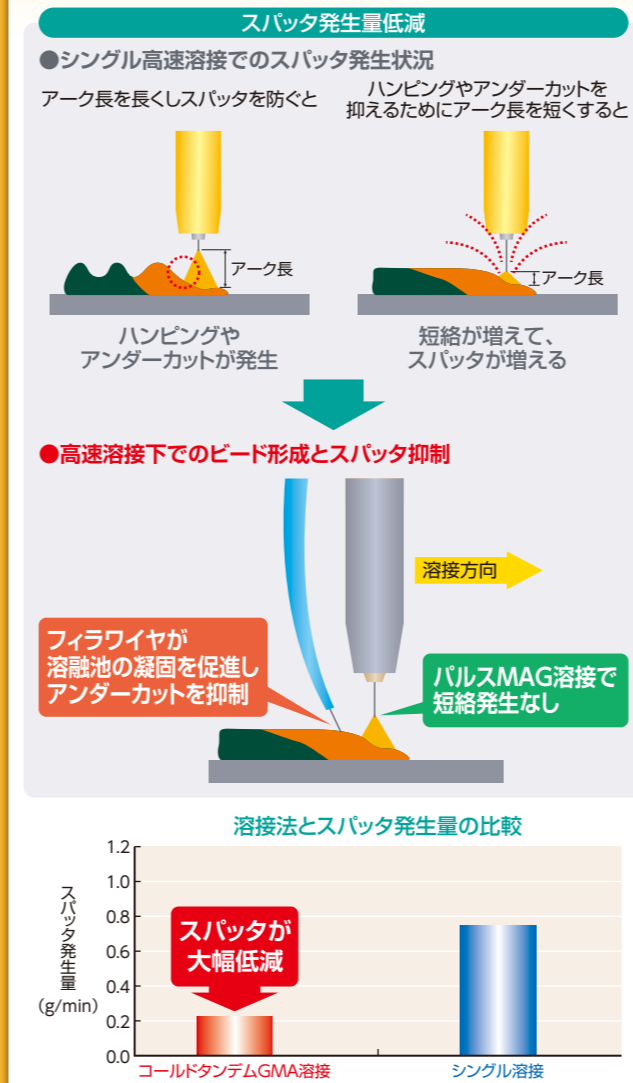 スパッタ発生量低減
●シングル高速溶接でのスパッタ発生状況
アーク長を長くしスパッタを防ぐと
ハンピングやアンダーカットを
抑えるためにアーク長を短くすると
アーク長
アーク長
ハンピングや
アンダーカットが発生
短絡が増えて、
スパッタが増える
●高速溶接下でのビード形成とスパッタ抑制
溶接方向
フィラワイヤが
溶融池の凝固を促進し
アンダーカットを抑制
パルスMAG溶接で
短絡発生なし
溶接法とスパッタ発生量の比較
スパッタ発生量
(g/min)
1.2
1.0
0.8
0.6
0.4
0.2
0.0
スパッタが
大幅低減
コールドタンデムGMA溶接
シングル溶接